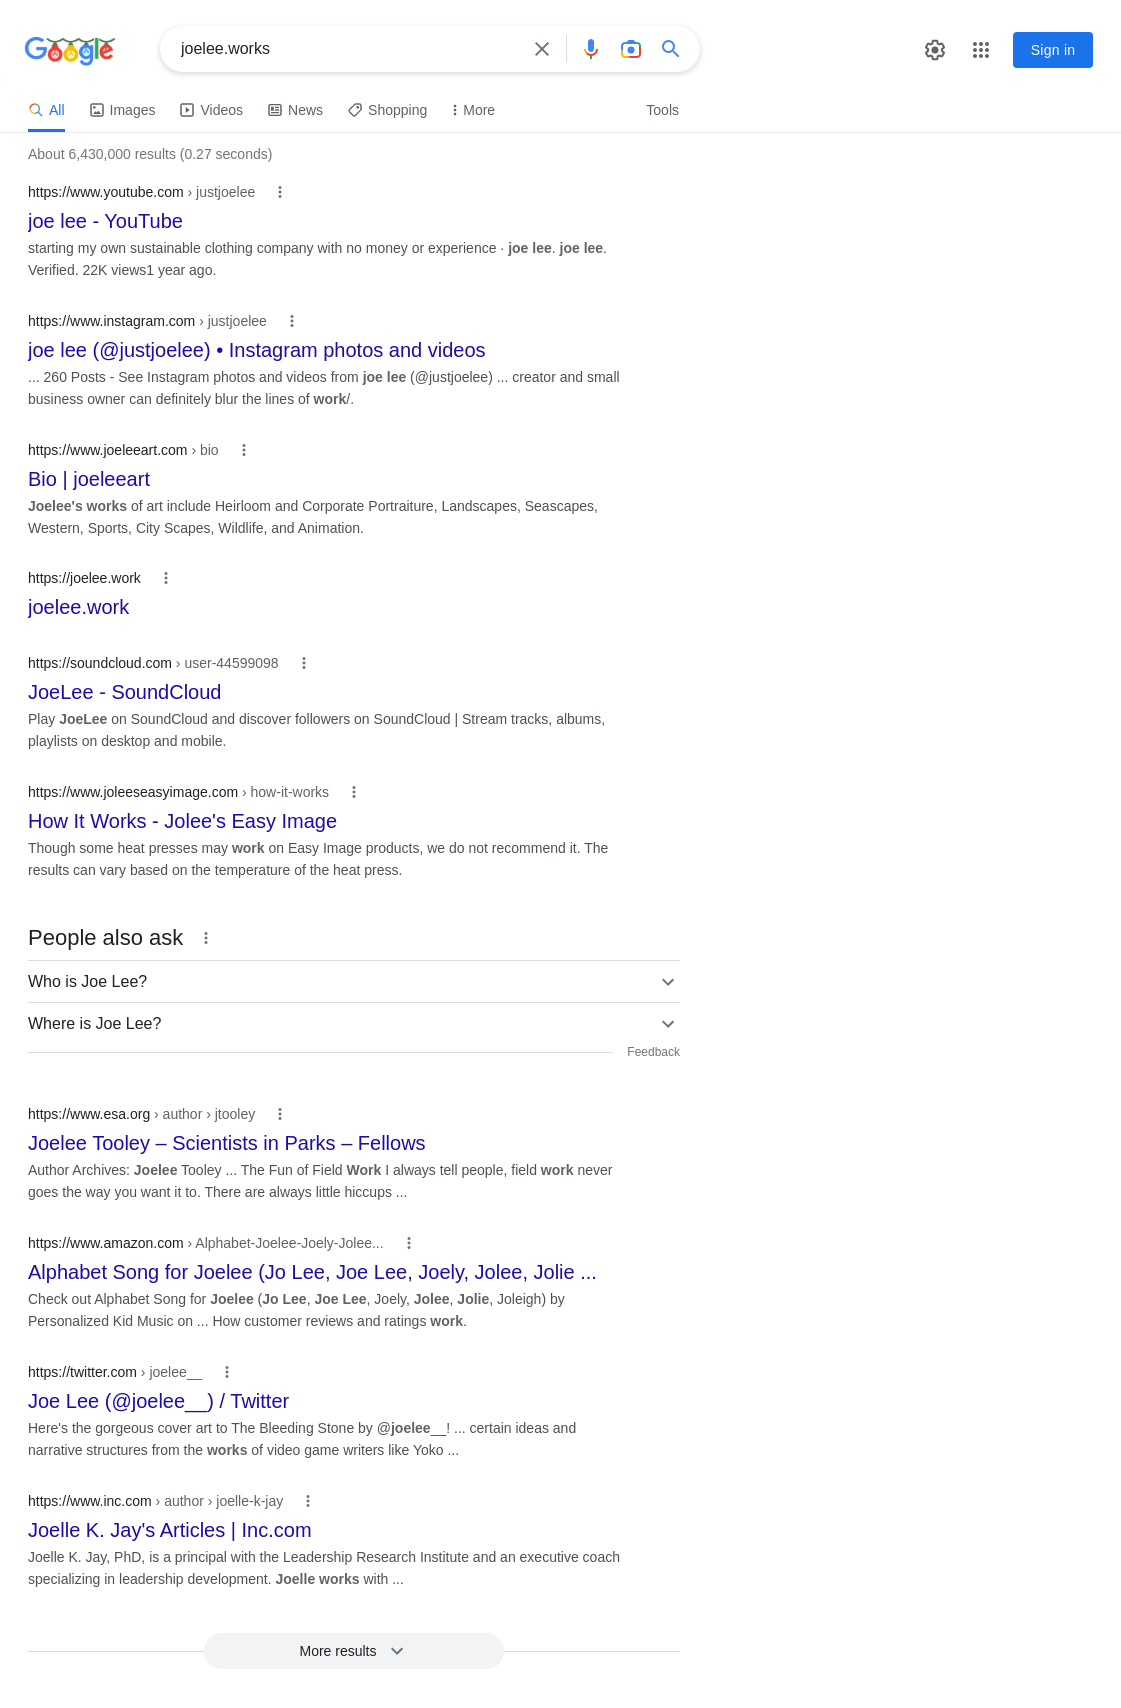 Google
joelee.works
Sign in
All Images Videos News Shopping More Tools
About 6,430,000 results (0.27 seconds)
https://www.youtube.com › justjoelee
joe lee - YouTube
starting my own sustainable clothing company with no money or experience · joe lee. joe lee.
Verified. 22K views1 year ago.
https://www.instagram.com › justjoelee
joe lee (@justjoelee) • Instagram photos and videos
... 260 Posts - See Instagram photos and videos from joe lee (@justjoelee) ... creator and small
business owner can definitely blur the lines of work/.
https://www.joeleeart.com › bio
Bio | joeleeart
Joelee's works of art include Heirloom and Corporate Portraiture, Landscapes, Seascapes,
Western, Sports, City Scapes, Wildlife, and Animation.
https://joelee.work
joelee.work
https://soundcloud.com › user-44599098
JoeLee - SoundCloud
Play JoeLee on SoundCloud and discover followers on SoundCloud | Stream tracks, albums,
playlists on desktop and mobile.
https://www.joleeseasyimage.com › how-it-works
How It Works - Jolee's Easy Image
Though some heat presses may work on Easy Image products, we do not recommend it. The
results can vary based on the temperature of the heat press.
People also ask
Who is Joe Lee?
Where is Joe Lee?
Feedback
https://www.esa.org › author › jtooley
Joelee Tooley – Scientists in Parks – Fellows
Author Archives: Joelee Tooley ... The Fun of Field Work I always tell people, field work never
goes the way you want it to. There are always little hiccups ...
https://www.amazon.com › Alphabet-Joelee-Joely-Jolee...
Alphabet Song for Joelee (Jo Lee, Joe Lee, Joely, Jolee, Jolie ...
Check out Alphabet Song for Joelee (Jo Lee, Joe Lee, Joely, Jolee, Jolie, Joleigh) by
Personalized Kid Music on ... How customer reviews and ratings work.
https://twitter.com › joelee__
Joe Lee (@joelee__) / Twitter
Here's the gorgeous cover art to The Bleeding Stone by @joelee__! ... certain ideas and
narrative structures from the works of video game writers like Yoko ...
https://www.inc.com › author › joelle-k-jay
Joelle K. Jay's Articles | Inc.com
Joelle K. Jay, PhD, is a principal with the Leadership Research Institute and an executive coach
specializing in leadership development. Joelle works with ...
More results